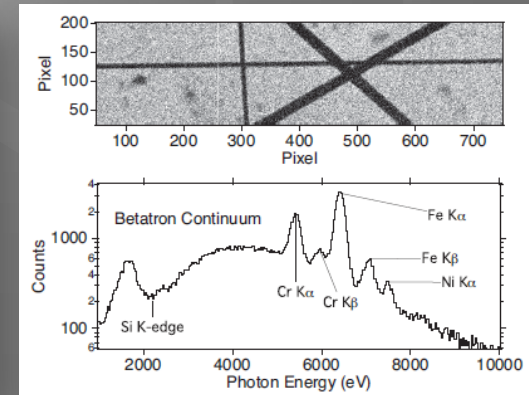 200
150
100
50
Pixel
100 200 300 400 500 600 700
Pixel
4
2
1000
6
4
2
100
6
Counts
Betatron Continuum
Fe Kα
Fe Kβ
Ni Kα
Cr Kα
Cr Kβ
Si K-edge
2000 4000 6000 8000 10000
Photon Energy (eV)